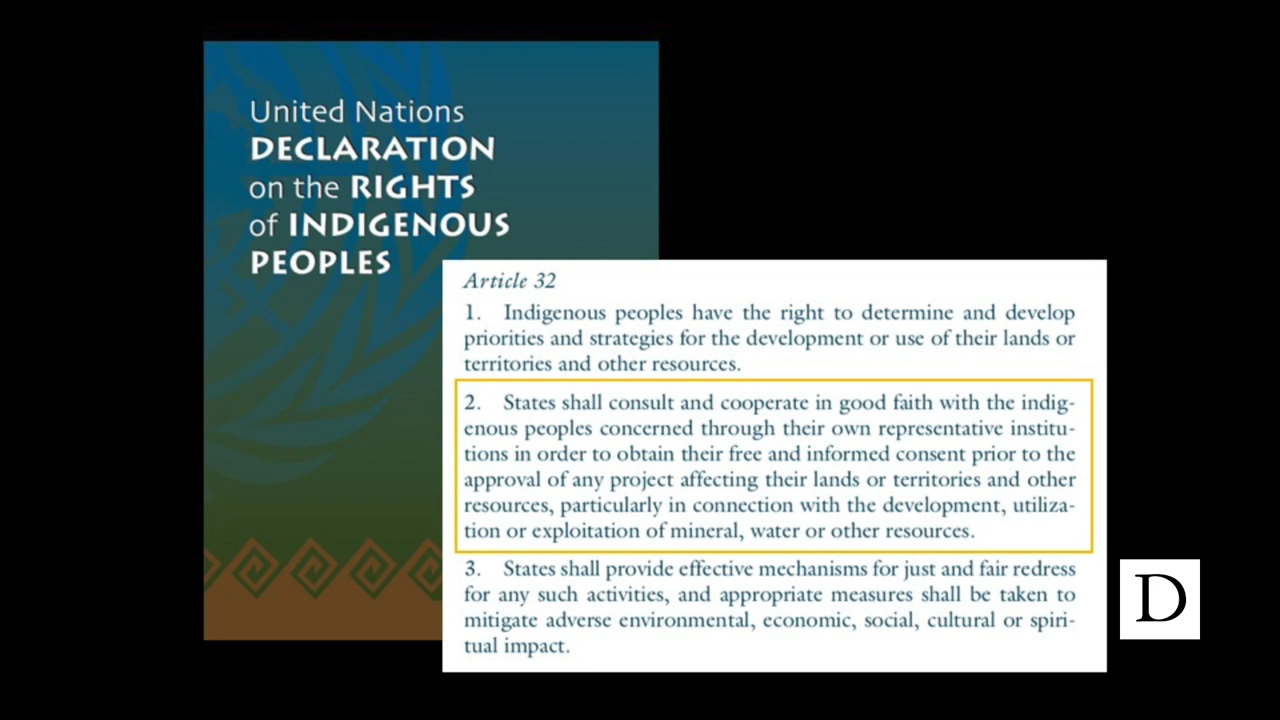 United Nations
DECLARATION
on the RIGHTS
of INDIGENOUS
PEOPLES
Article 32
1. Indigenous peoples have the right to determine and develop
priorities and strategies for the development or use of their lands or
territories and other resources.
2. States shall consult and cooperate in good faith with the indig-
enous peoples concerned through their own representative institu-
tions in order to obtain their free and informed consent prior to the
approval of any project affecting their lands or territories and other
resources, particularly in connection with the development, utiliza-
tion or exploitation of mineral, water or other resources.
3. States shall provide effective mechanisms for just and fair redress
for any such activities, and appropriate measures shall be taken to
mitigate adverse environmental, economic, social, cultural or spiri-
tual impact.
D